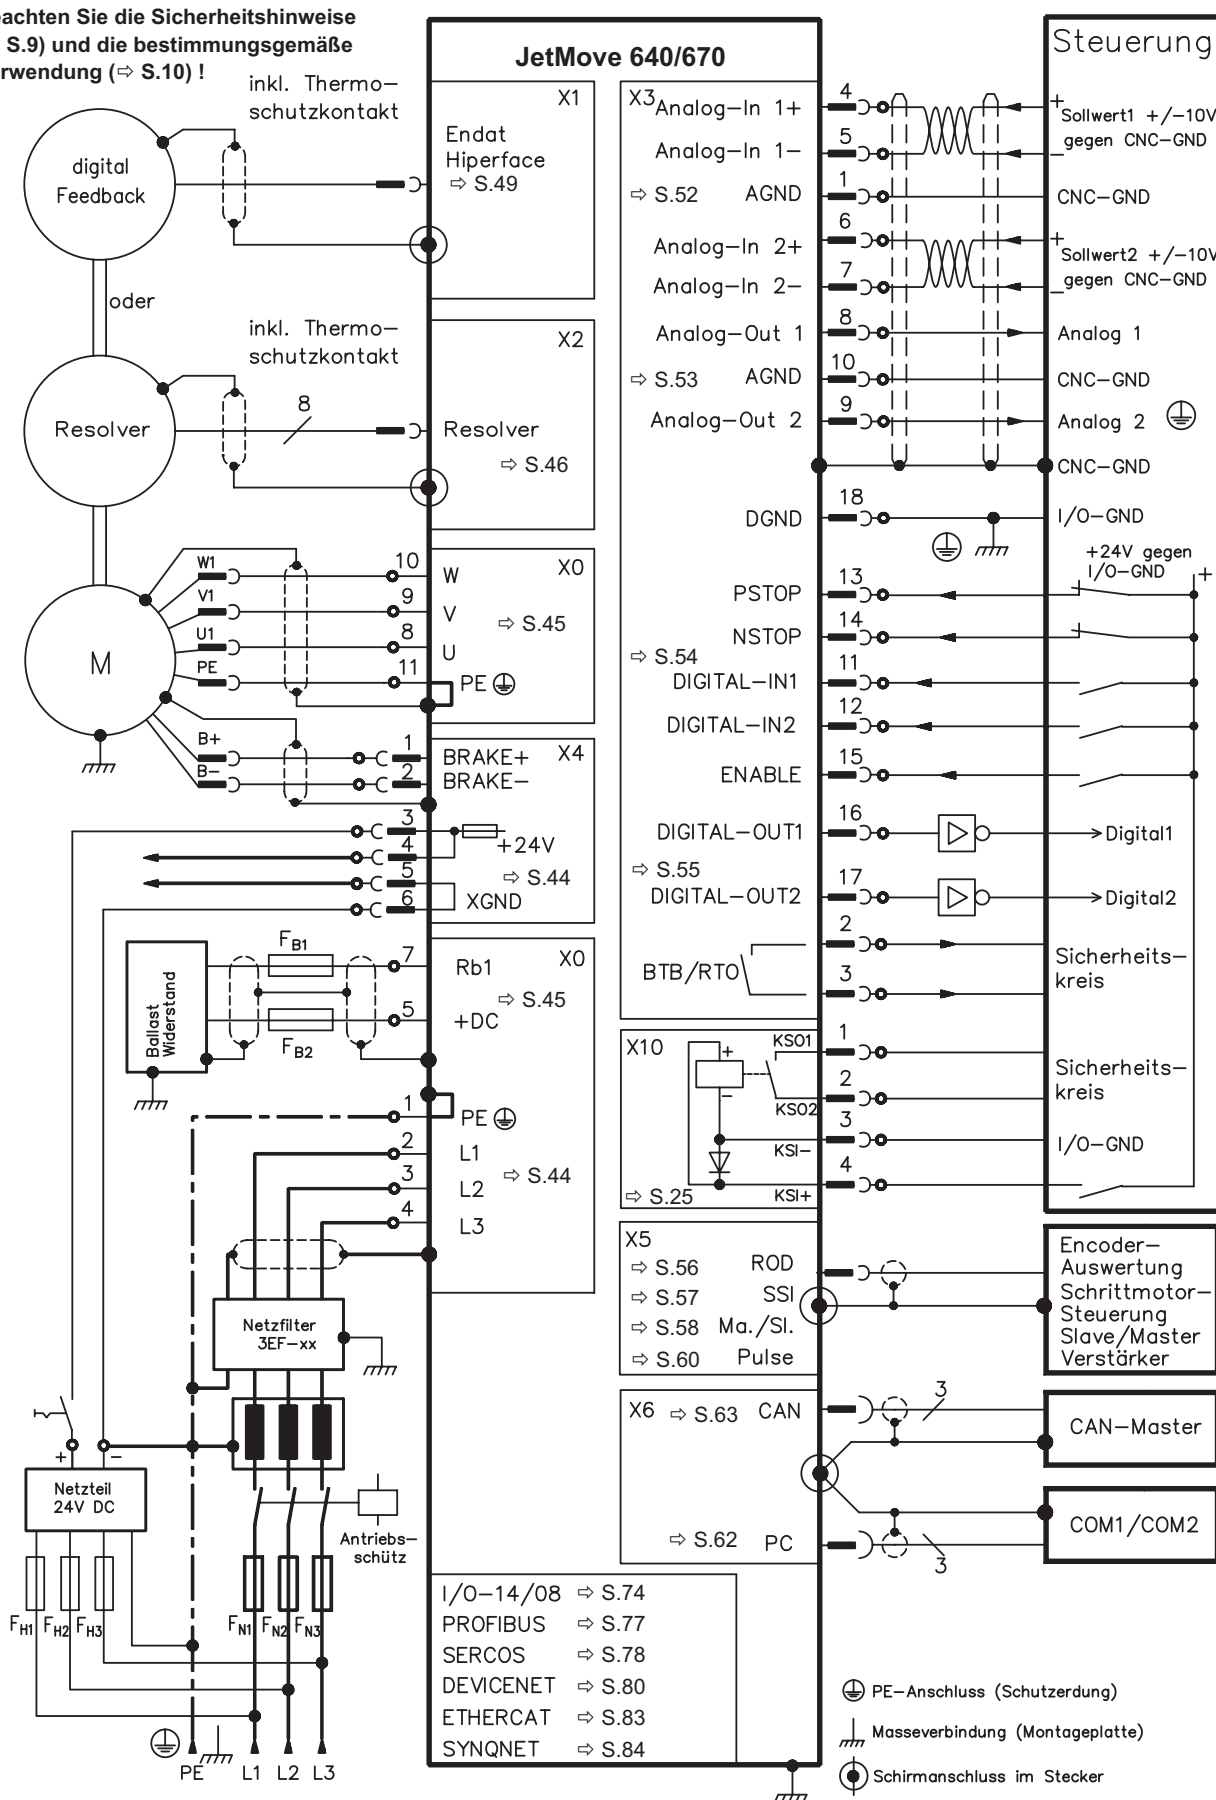 achten Sie die Sicherheitshinweise
S.9) und die bestimmungsgemäße
rwendung (⇨ S.10) !
JetMove 640/670
Steuerung
inkl. Thermo-
schutzkontakt
digital
Feedback
X1
Endat
Hiperface
⇨ S.49
oder
inkl. Thermo-
schutzkontakt
Resolver
8
X2
Resolver
⇨ S.46
M
W1
V1
U1
PE
10
9
8
11
W
V
U
PE
X0
⇨ S.45
B+
B-
1
2
BRAKE+
BRAKE-
X4
3
4
5
6
+24V
⇨ S.44
XGND
Ballast
Widerstand
FB1
FB2
7
5
Rb1
+DC
X0
⇨ S.45
1
2
3
4
PE
L1
L2
L3
⇨ S.44
Netzfilter
3EF-xx
+
-
Netzteil
24V DC
Antriebs-
schütz
FH1
FH2
FH3
FN1
FN2
FN3
PE
L1
L2
L3
X3
Analog-In 1+
4
+
Sollwert1 +/-10V
gegen CNC-GND
Analog-In 1-
5
-
⇨ S.52
AGND
1
CNC-GND
Analog-In 2+
6
+
Sollwert2 +/-10V
gegen CNC-GND
Analog-In 2-
7
-
Analog-Out 1
8
Analog 1
⇨ S.53
AGND
10
CNC-GND
Analog-Out 2
9
Analog 2
CNC-GND
DGND
18
I/O-GND
+24V gegen
I/O-GND
+
PSTOP
13
NSTOP
14
⇨ S.54
DIGITAL-IN1
11
DIGITAL-IN2
12
ENABLE
15
DIGITAL-OUT1
16
Digital1
⇨ S.55
DIGITAL-OUT2
17
Digital2
BTB/RTO
2
3
Sicherheits-
kreis
X10
+
-
KSO1
1
KSO2
2
Sicherheits-
kreis
KSI-
3
I/O-GND
KSI+
4
⇨ S.25
X5
⇨ S.56 ROD
⇨ S.57 SSI
⇨ S.58 Ma./Sl.
⇨ S.60 Pulse
Encoder-
Auswertung
Schrittmotor-
Steuerung
Slave/Master
Verstärker
X6 ⇨ S.63 CAN
3
CAN-Master
⇨ S.62 PC
3
COM1/COM2
I/O-14/08 ⇨ S.74
PROFIBUS ⇨ S.77
SERCOS ⇨ S.78
DEVICENET ⇨ S.80
ETHERCAT ⇨ S.83
SYNQNET ⇨ S.84
PE-Anschluss (Schutzerdung)
Masseverbindung (Montageplatte)
Schirmanschluss im Stecker